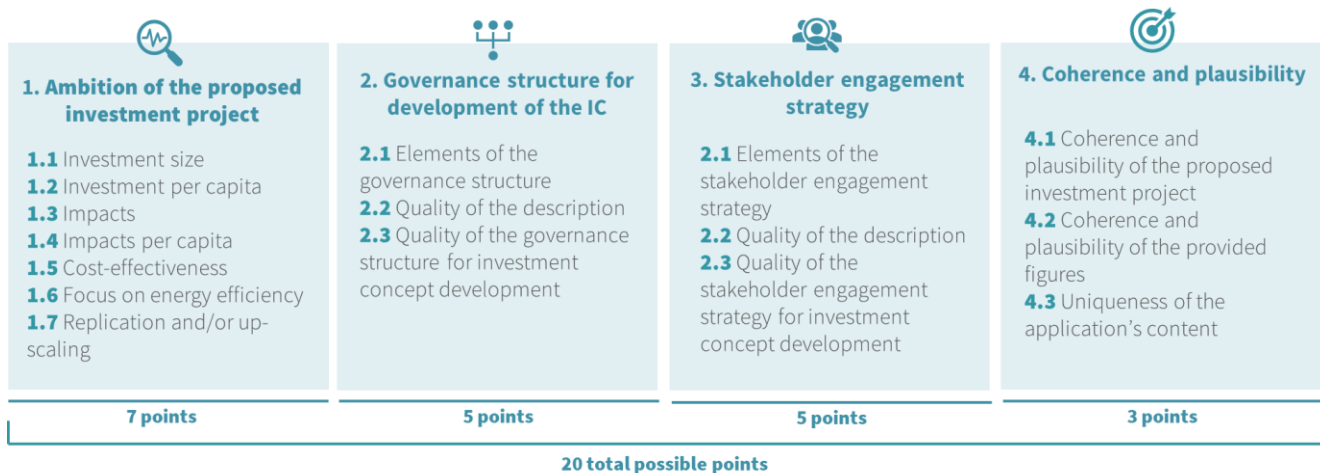 1. Ambition of the proposed
investment project
1.1 Investment size
1.2 Investment per capita
1.3 Impacts
1.4 Impacts per capita
1.5 Cost-effectiveness
1.6 Focus on energy efficiency
1.7 Replication and/or up-
scaling
7 points
2. Governance structure for
development of the IC
2.1 Elements of the
governance structure
2.2 Quality of the description
2.3 Quality of the governance
structure for investment
concept development
5 points
3. Stakeholder engagement
strategy
2.1 Elements of the
stakeholder engagement
strategy
2.2 Quality of the description
2.3 Quality of the
stakeholder engagement
strategy for investment
concept development
5 points
4. Coherence and plausibility
4.1 Coherence and
plausibility of the proposed
investment project
4.2 Coherence and
plausibility of the provided
figures
4.3 Uniqueness of the
application’s content
3 points
20 total possible points